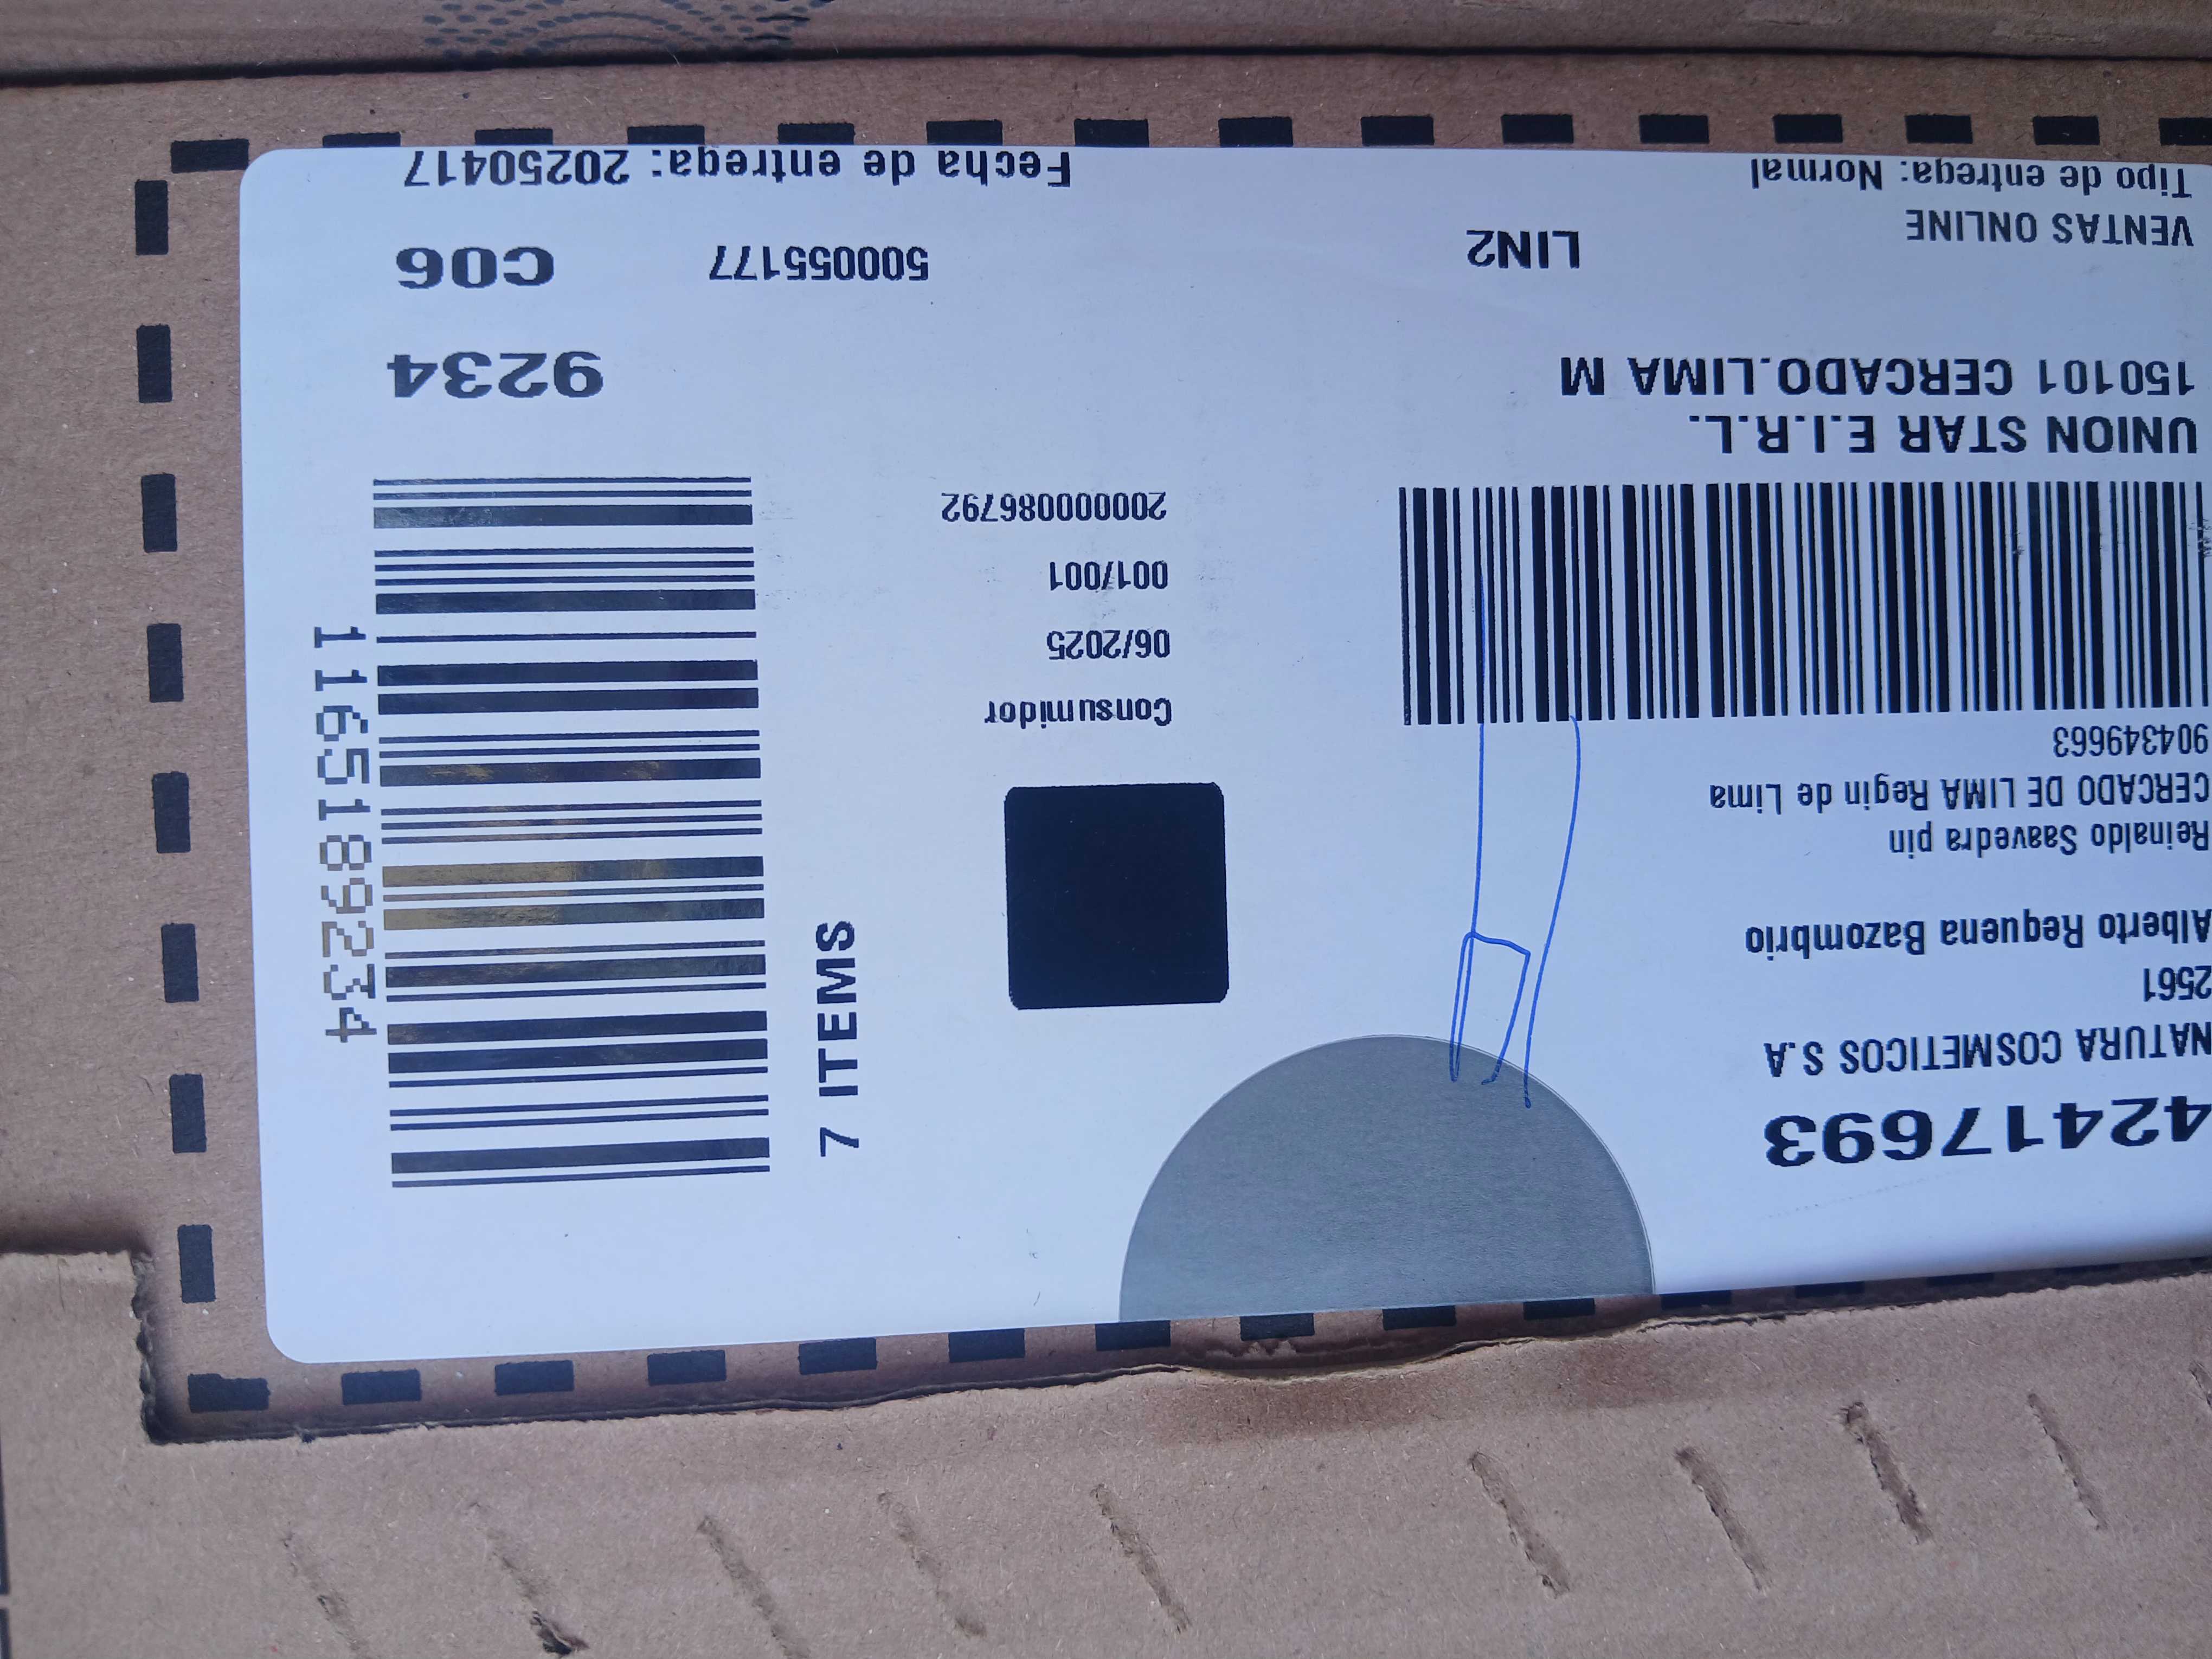 42417693
NATURA COSMETICOS S.A
2561
Alberto Requena Bazombrio
Reinaldo Saavedra pin
CERCADO DE LIMA Regin de Lima
904349663
UNION STAR E.I.R.L.
150101 CERCADO.LIMA M
VENTAS ONLINE
LIN2
Tipo de entrega: Normal
Consumidor
06/2025
001/001
20000086792
7 ITEMS
1165189234
9234
500055177
C06
Fecha de entrega: 20250417